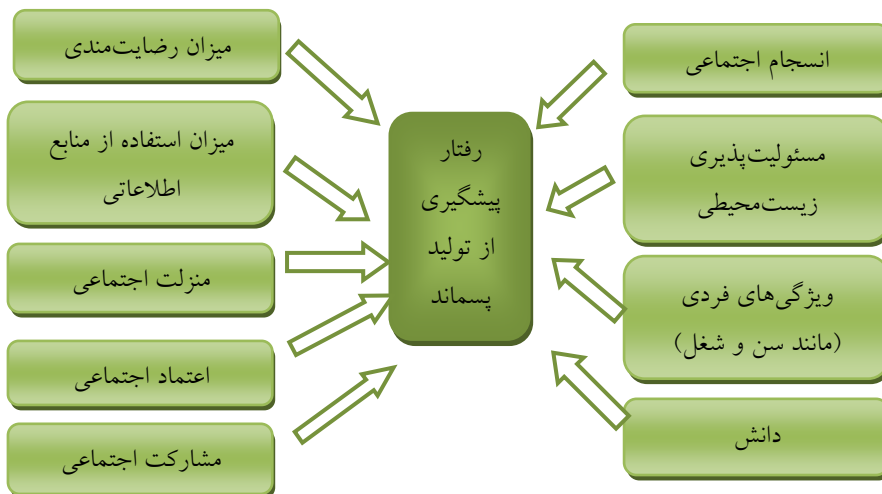 انسجام اجتماعی
مسئولیت‌پذیری
زیست‌محیطی
ویژگی‌های فردی
(مانند سن و شغل)
دانش
رفتار
پیشگیری
از تولید
پسماند
میزان رضایت‌مندی
میزان استفاده از منابع
اطلاعاتی
منزلت اجتماعی
اعتماد اجتماعی
مشارکت اجتماعی